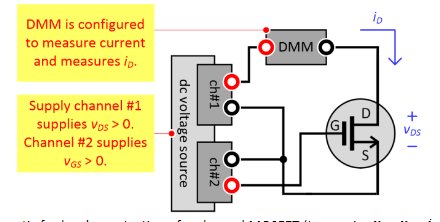 DMM is configured
to measure current
and measures iD.
Supply channel #1
supplies vDS > 0.
Channel #2 supplies
vGS > 0.
dc voltage source
ch#1
ch#2
DMM
iD
D
G
S
+
vDS
−